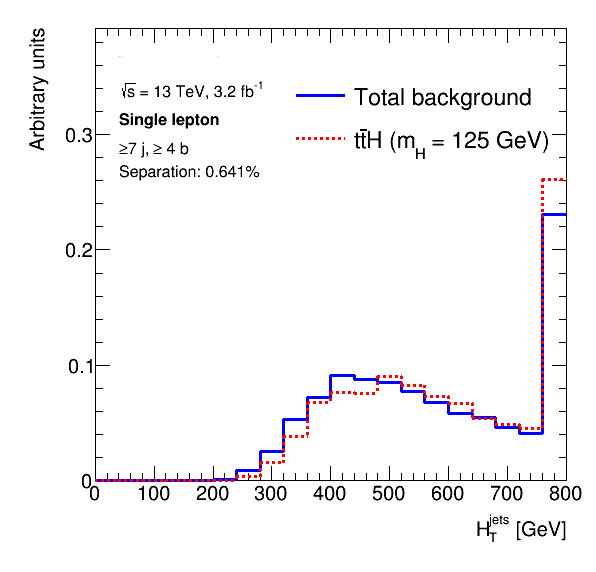 Arbitrary units
√s = 13 TeV, 3.2 fb⁻¹
Single lepton
≥7 j, ≥ 4 b
Separation: 0.641%
Total background
tt̄H (m_H = 125 GeV)
0.3
0.2
0.1
0
0 100 200 300 400 500 600 700 800
H_T^jets [GeV]